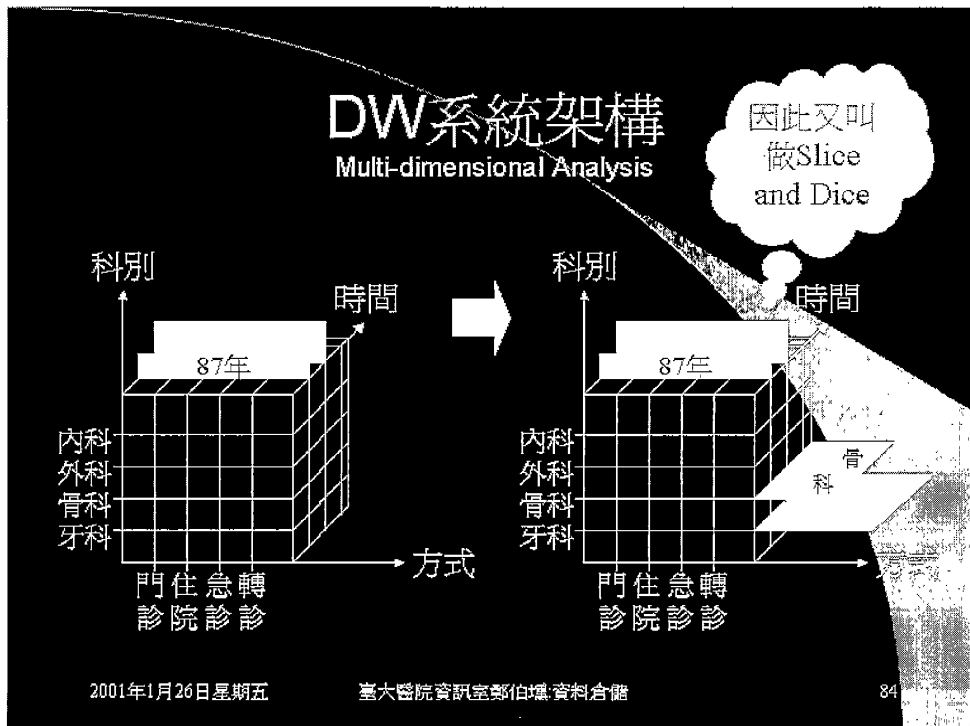 DW系統架構
Multi-dimensional Analysis
因此又叫
做Slice
and Dice
科別
時間
87年
內科
外科
骨科
牙科
方式
門診
住院
急診
轉診
科別
時間
87年
骨
科
內科
外科
骨科
牙科
門診
住院
急診
轉診
2001年1月26日星期五
臺大醫院資訊室鄭伯壎:資料倉儲
84